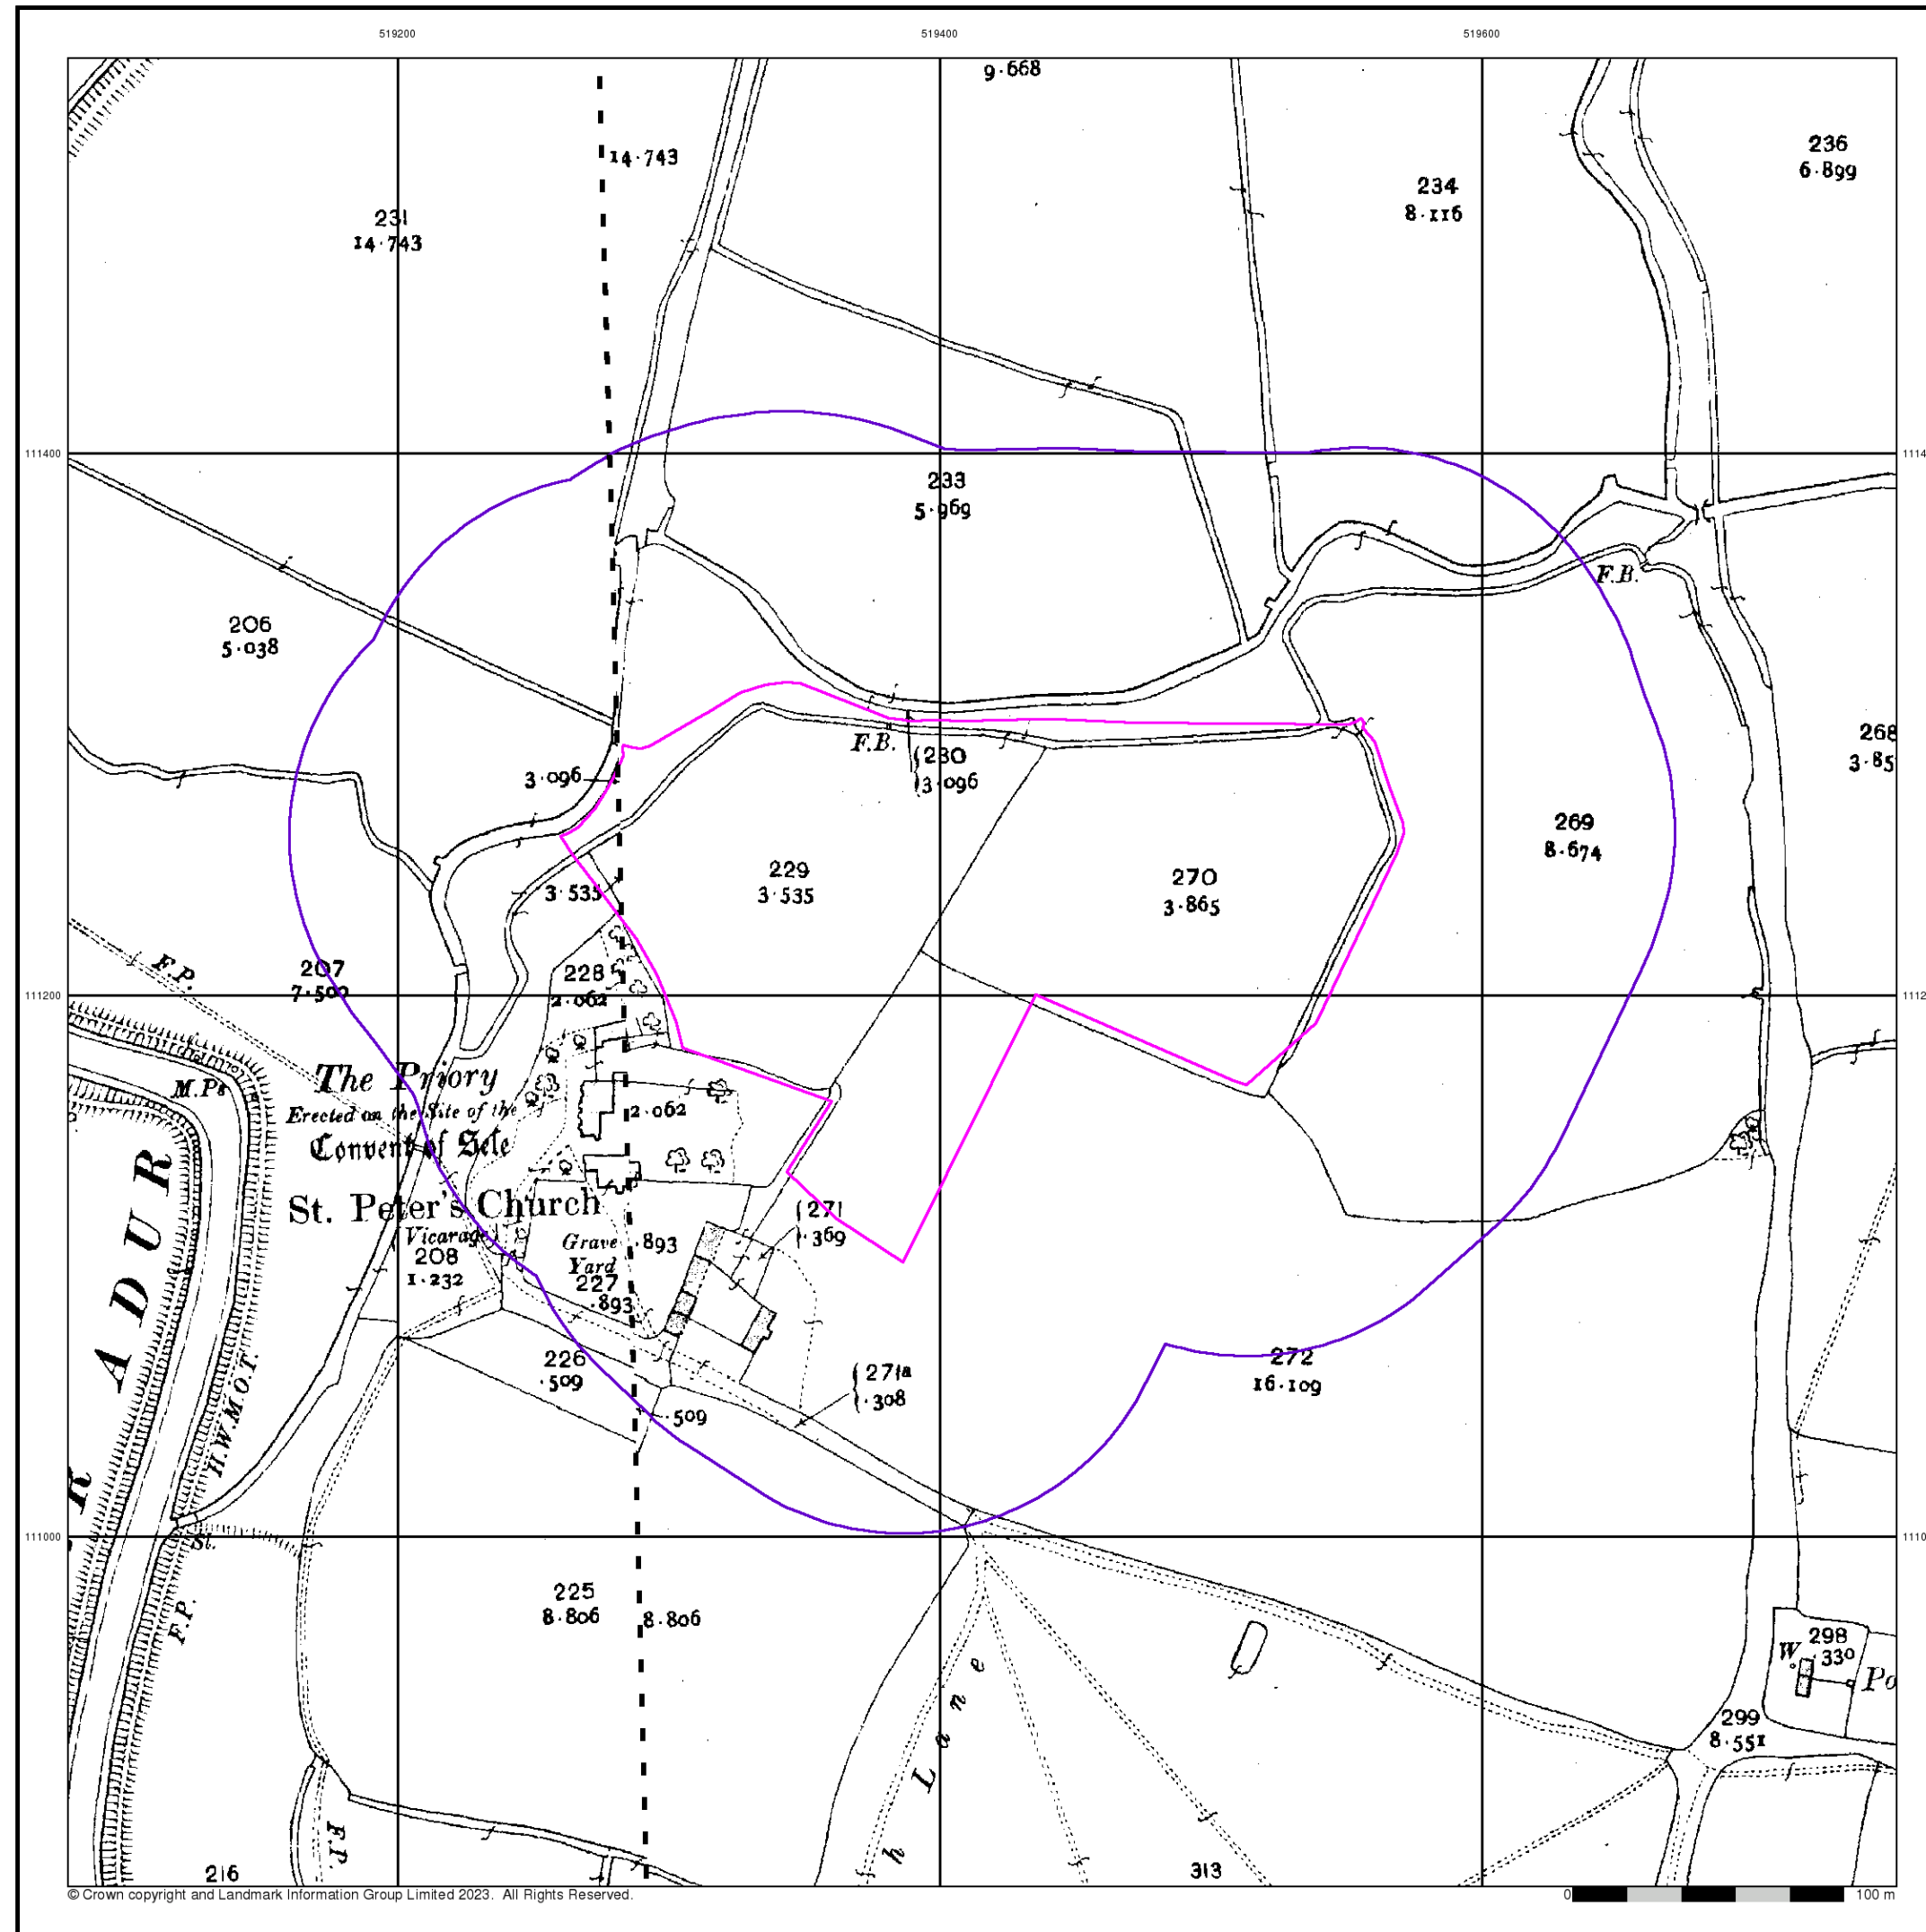 519200 519400 519600
9.668
14.743
236
6.899
234
8.116
231
14.743
111400
233
5.969
F.B.
206
5.038
268
F.B.
230
3.096
3.096
269
8.674
229
3.535
270
3.865
3.535
F.P.
207
7.509
228
2.062
111200
The Priory
M.Ps
Erected on the Site of the
2.062
Convent of Sele
ADUR
St. Peter's Church
271
.369
Vicarage
208
1.232
Grave
Yard
.893
227
.893
226
.509
272
16.109
271a
.308
.509
H.W.M.O.T.
111000
St.
F.P.
225
8.806
8.806
298
.330
W
h Lane
299
8.551
F.P.
216
313
© Crown copyright and Landmark Information Group Limited 2023. All Rights Reserved.
0 100 m